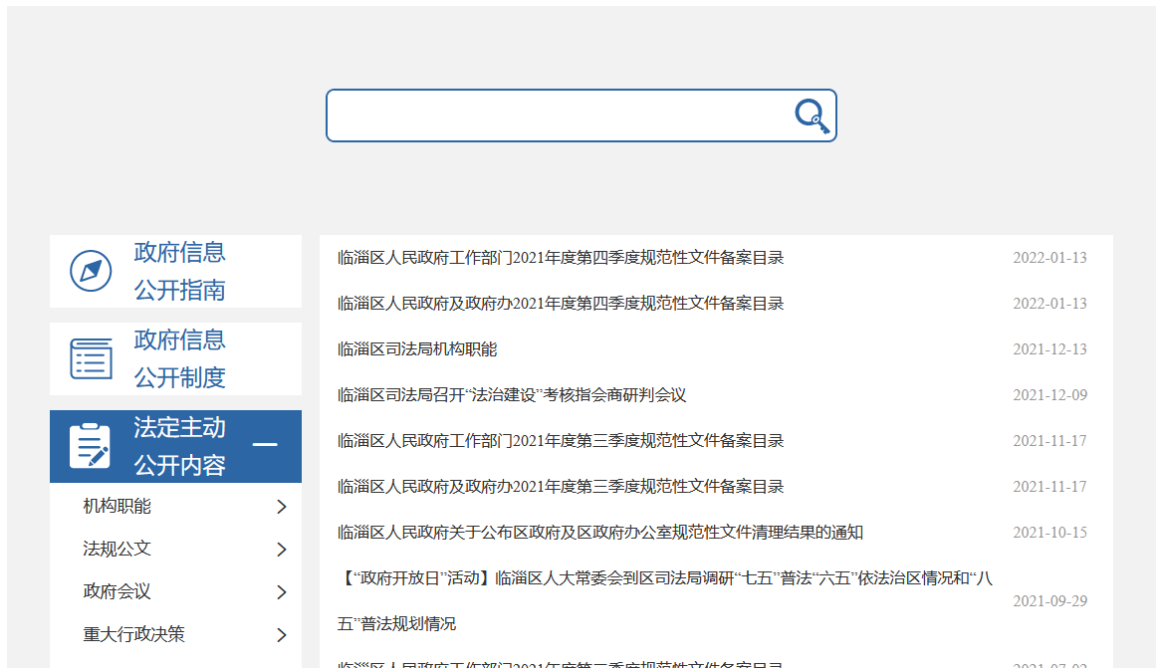 政府信息
公开指南
政府信息
公开制度
法定主动
公开内容
机构职能
法规公文
政府会议
重大行政决策
临淄区人民政府工作部门2021年度第四季度规范性文件备案目录 2022-01-13
临淄区人民政府及政府办2021年度第四季度规范性文件备案目录 2022-01-13
临淄区司法局机构职能 2021-12-13
临淄区司法局召开“法治建设”考核指会商研判会议 2021-12-09
临淄区人民政府工作部门2021年度第三季度规范性文件备案目录 2021-11-17
临淄区人民政府及政府办2021年度第三季度规范性文件备案目录 2021-11-17
临淄区人民政府关于公布区政府及区政府办公室规范性文件清理结果的通知 2021-10-15
【“政府开放日”活动】临淄区人大常委会到区司法局调研“七五”普法“六五”依法治区情况和“八
五”普法规划情况 2021-09-29